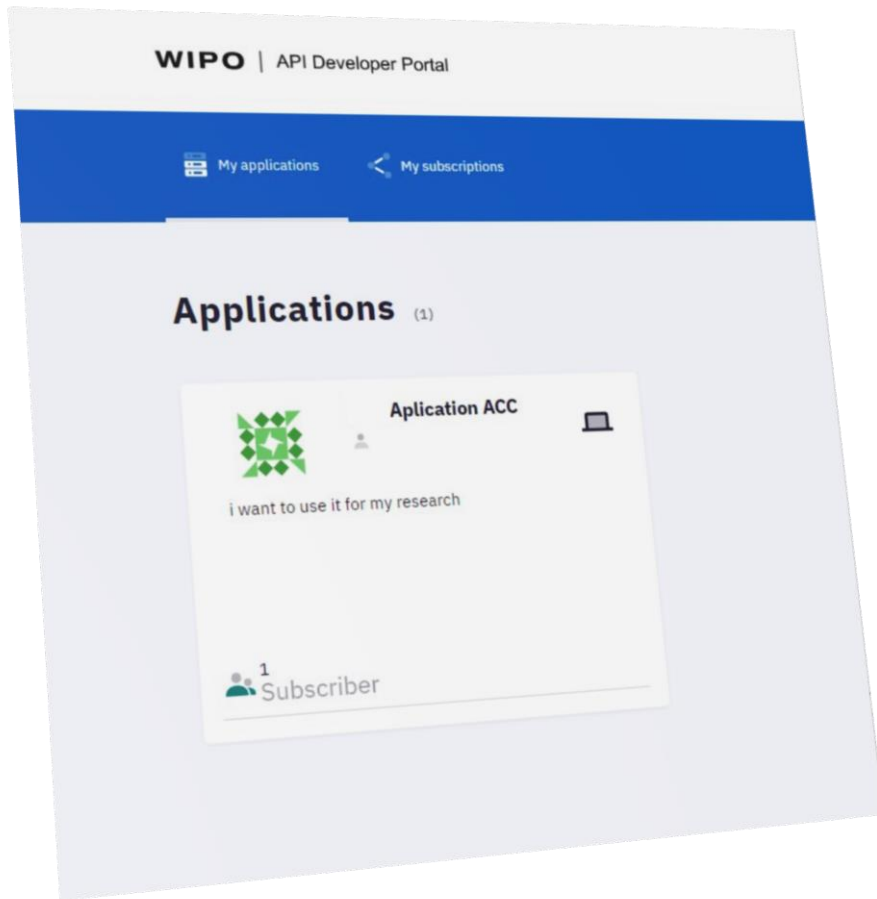 WIPO | API Developer Portal
My applications My subscriptions
Applications (1)
Aplication ACC
i want to use it for my research
1
Subscriber